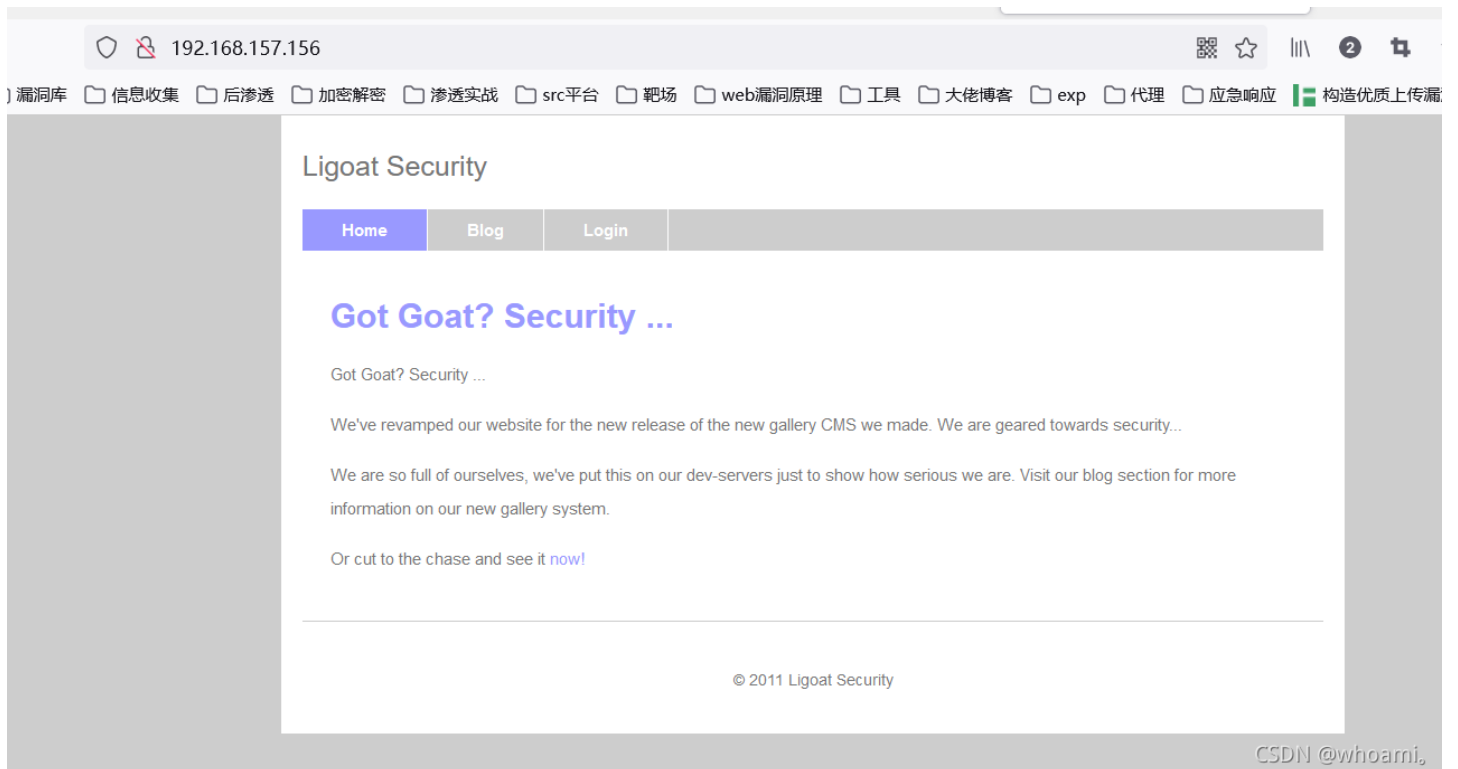 192.168.157.156
2
漏洞库 信息收集 后渗透 加密解密 渗透实战 src平台 靶场 web漏洞原理 工具 大佬博客 exp 代理 应急响应 构造优质上传漏
Ligoat Security
Home Blog Login
Got Goat? Security ...
Got Goat? Security ...
We've revamped our website for the new release of the new gallery CMS we made. We are geared towards security...
We are so full of ourselves, we've put this on our dev-servers just to show how serious we are. Visit our blog section for more
information on our new gallery system.
Or cut to the chase and see it now!
© 2011 Ligoat Security
CSDN @whoami。